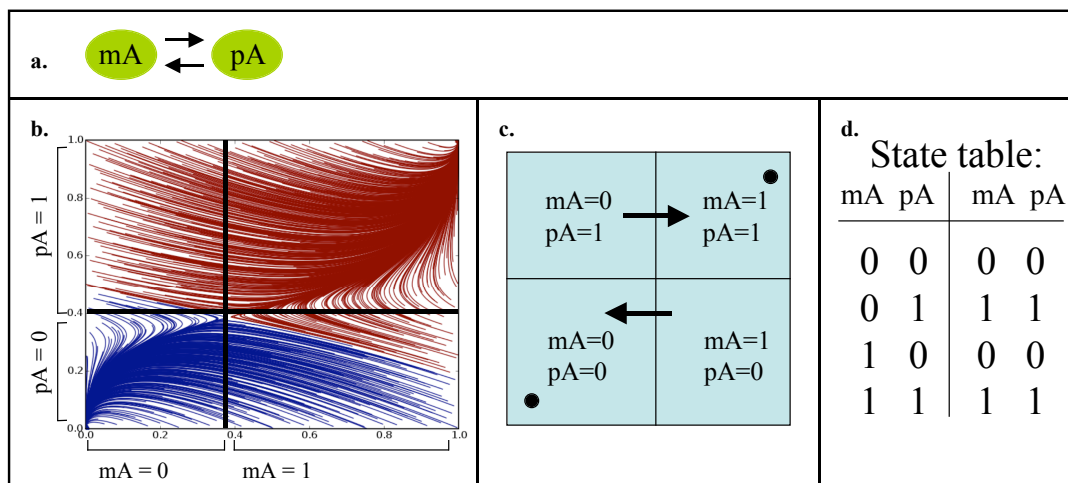 a.
mA
pA
b.
1.0
0.8
0.6
0.4
0.2
0.0
pA = 1
pA = 0
0.0
0.2
0.4
0.6
0.8
1.0
mA = 0
mA = 1
c.
mA=0
pA=1
mA=1
pA=1
mA=0
pA=0
mA=1
pA=0
d.
State table:
mA pA mA pA
0 0 0 0
0 1 1 1
1 0 0 0
1 1 1 1